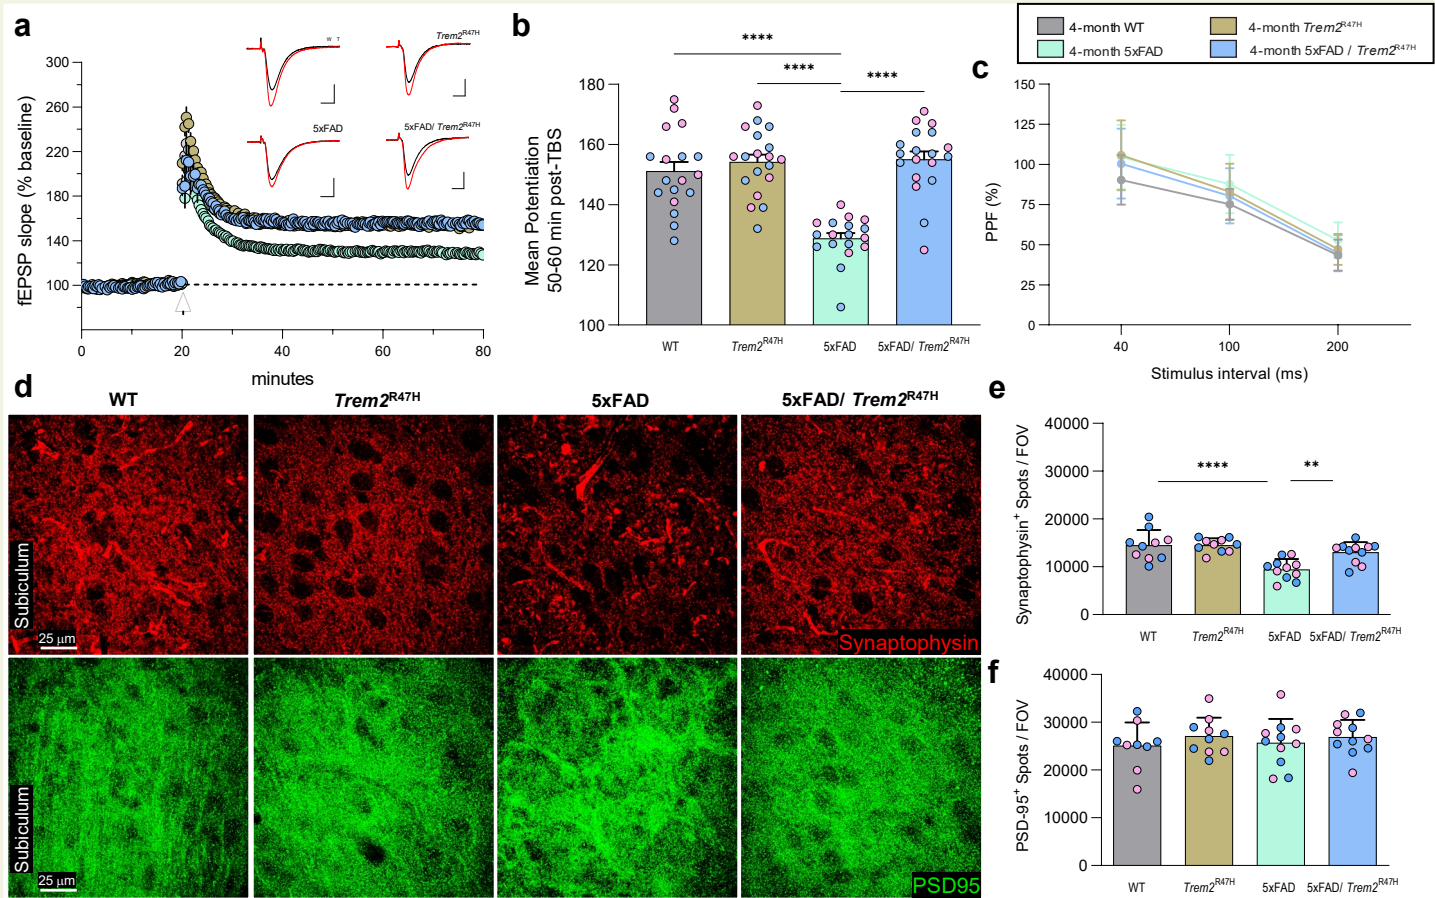 a
WT
Trem2R47H
5xFAD
5xFAD/ Trem2R47H
fEPSP slope (% baseline)
300
260
220
180
140
100
0
20
40
60
80
minutes
b
****
****
****
Mean Potentiation
50-60 min post-TBS
180
160
140
120
100
WT
Trem2R47H
5xFAD
5xFAD/ Trem2R47H
4-month WT
4-month Trem2R47H
4-month 5xFAD
4-month 5xFAD / Trem2R47H
c
PPF (%)
150
125
100
75
50
25
0
40
100
200
Stimulus interval (ms)
d
WT
Trem2R47H
5xFAD
5xFAD/ Trem2R47H
Subiculum
25 µm
Synaptophysin
Subiculum
25 µm
PSD95
e
Synaptophysin+ Spots / FOV
40000
30000
20000
10000
0
****
**
WT
Trem2R47H
5xFAD
5xFAD/ Trem2R47H
f
PSD-95+ Spots / FOV
40000
30000
20000
10000
0
WT
Trem2R47H
5xFAD
5xFAD/ Trem2R47H